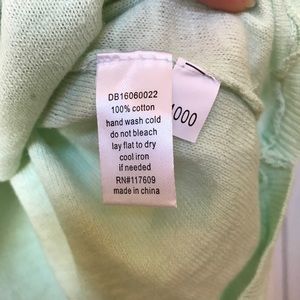 DB16060022
100% cotton
hand wash cold
do not bleach
lay flat to dry
cool iron
if needed
RN#117609
made in china
000